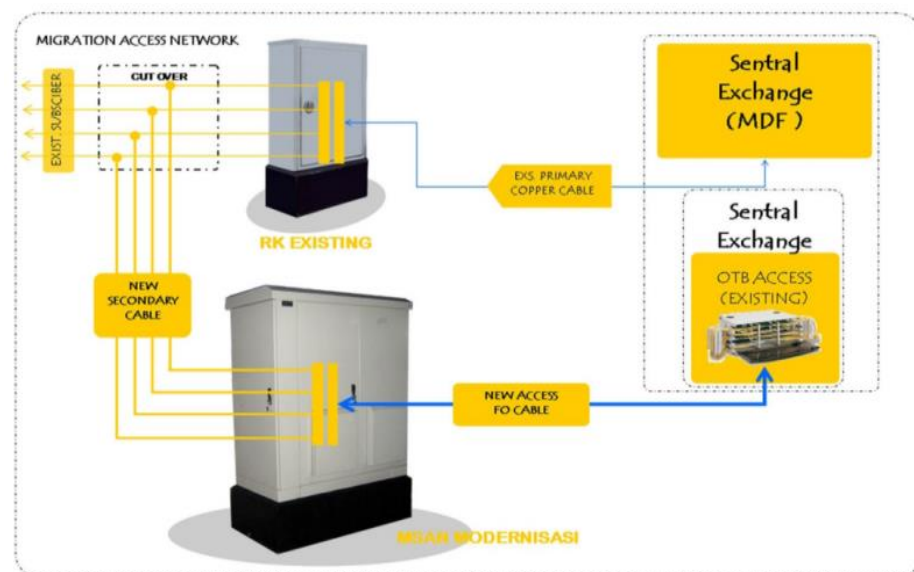 MIGRATION ACCESS NETWORK
CUT OVER
EXIST. SUBSCIBER
RK EXISTING
EXS. PRIMARY
COPPER CABLE
Sentral
Exchange
(MDF )
Sentral
Exchange
OTB ACCESS
(EXISTING)
NEW
SECONDARY
CABLE
NEW ACCESS
FO CABLE
MSAN MODERNISASI